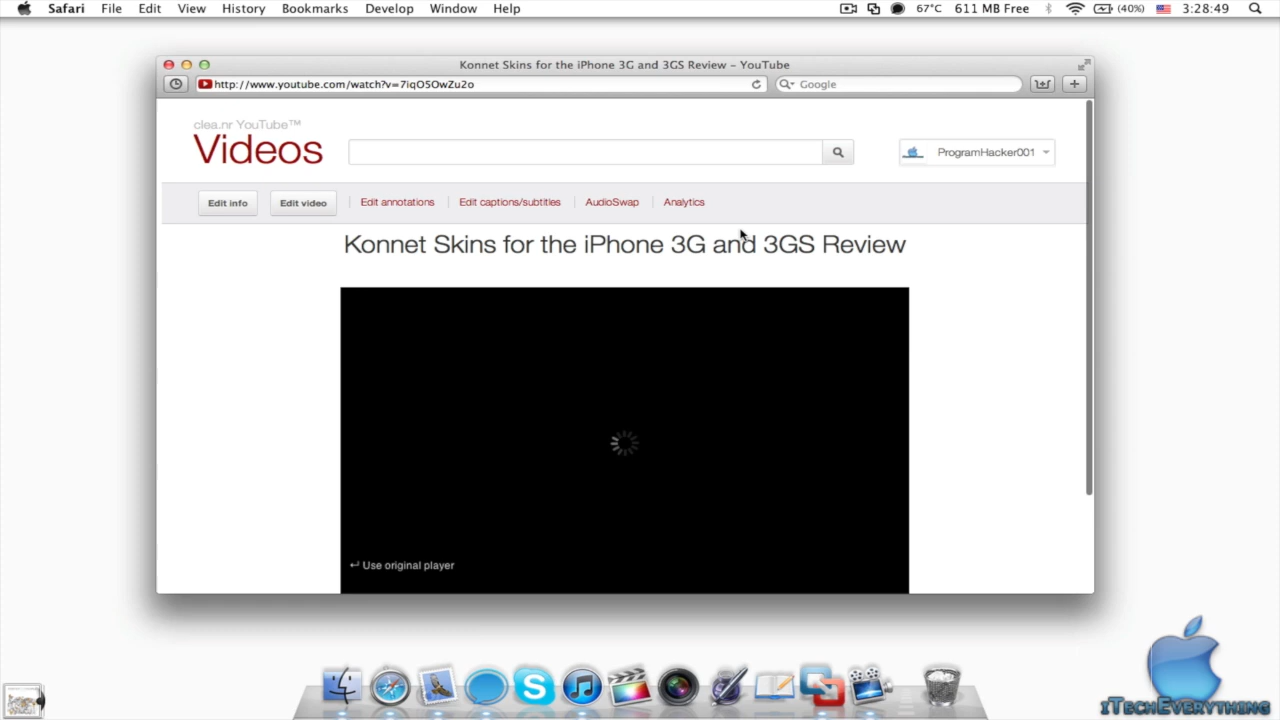 Safari File Edit View History Bookmarks Develop Window Help 67°C 611 MB Free (40%) 3:28:49
Konnet Skins for the iPhone 3G and 3GS Review – YouTube
http://www.youtube.com/watch?v=7iqO5OwZu2o Google
clea.nr YouTube™
Videos
ProgramHacker001
Edit info Edit video Edit annotations Edit captions/subtitles AudioSwap Analytics
Konnet Skins for the iPhone 3G and 3GS Review
Use original player
iTechEverything